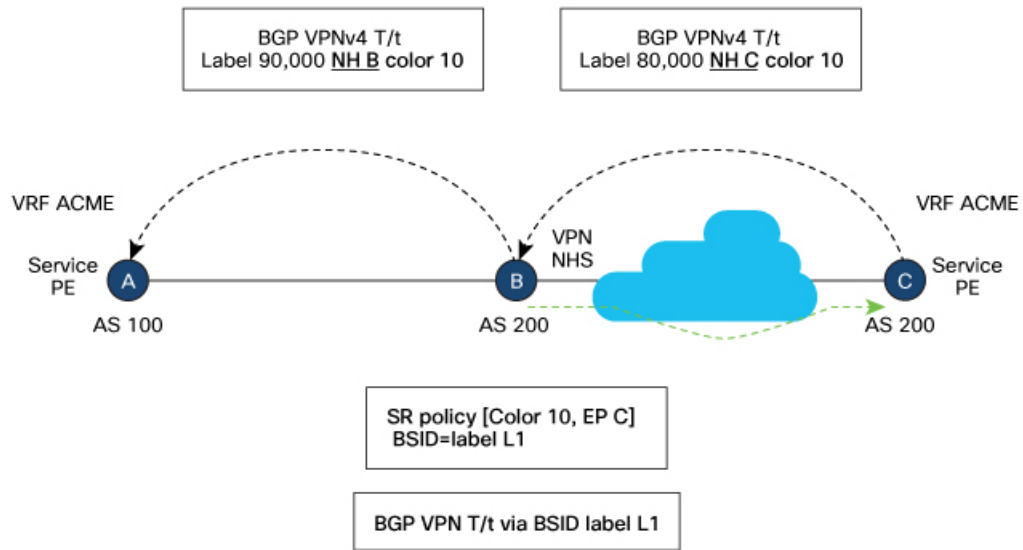 BGP VPNv4 T/t
Label 90,000 NH B color 10
BGP VPNv4 T/t
Label 80,000 NH C color 10
VRF ACME
VRF ACME
VPN
NHS
Service
PE
A
B
C
Service
PE
AS 100
AS 200
AS 200
SR policy [Color 10, EP C]
BSID=label L1
BGP VPN T/t via BSID label L1